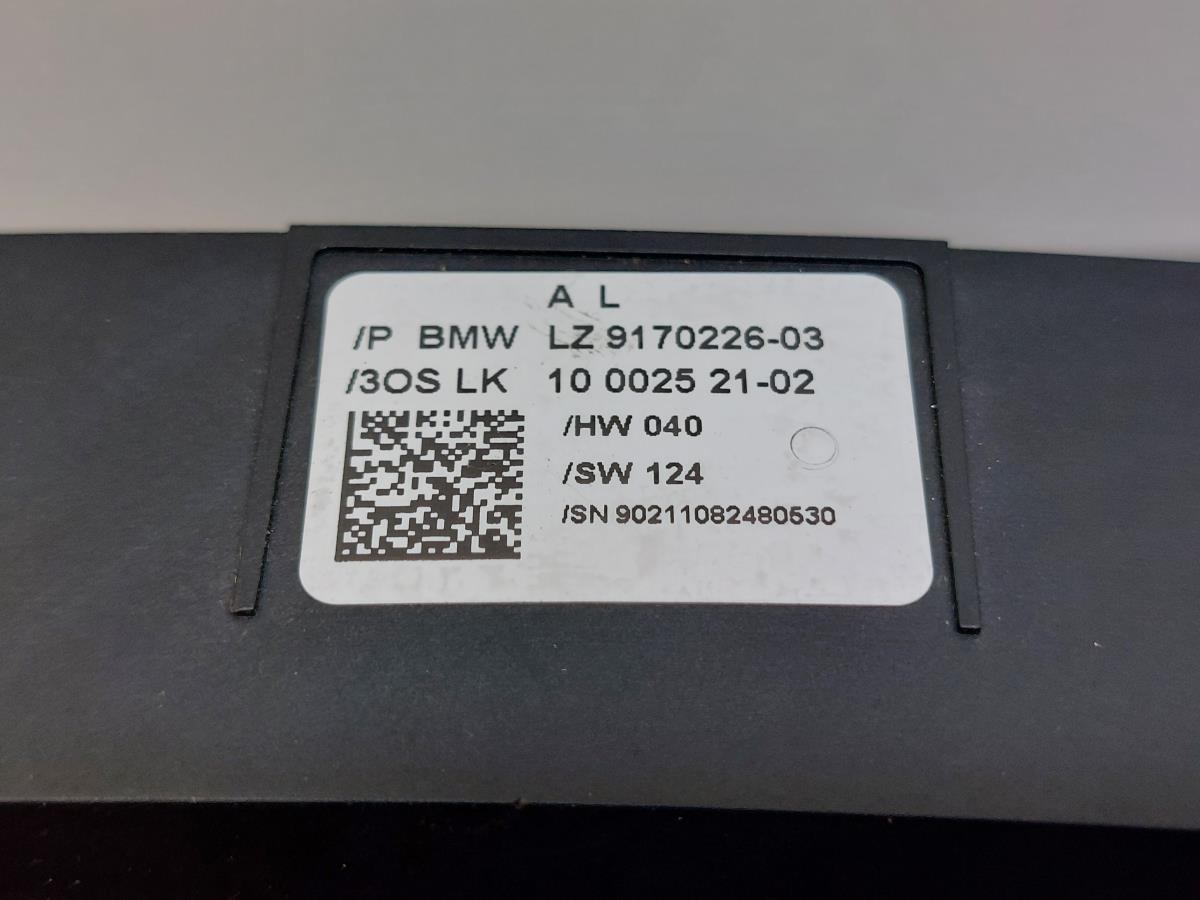 A L
/P BMW LZ 9170226-03
/3OS LK 10 0025 21-02
/HW 040
/SW 124
/SN 90211082480530